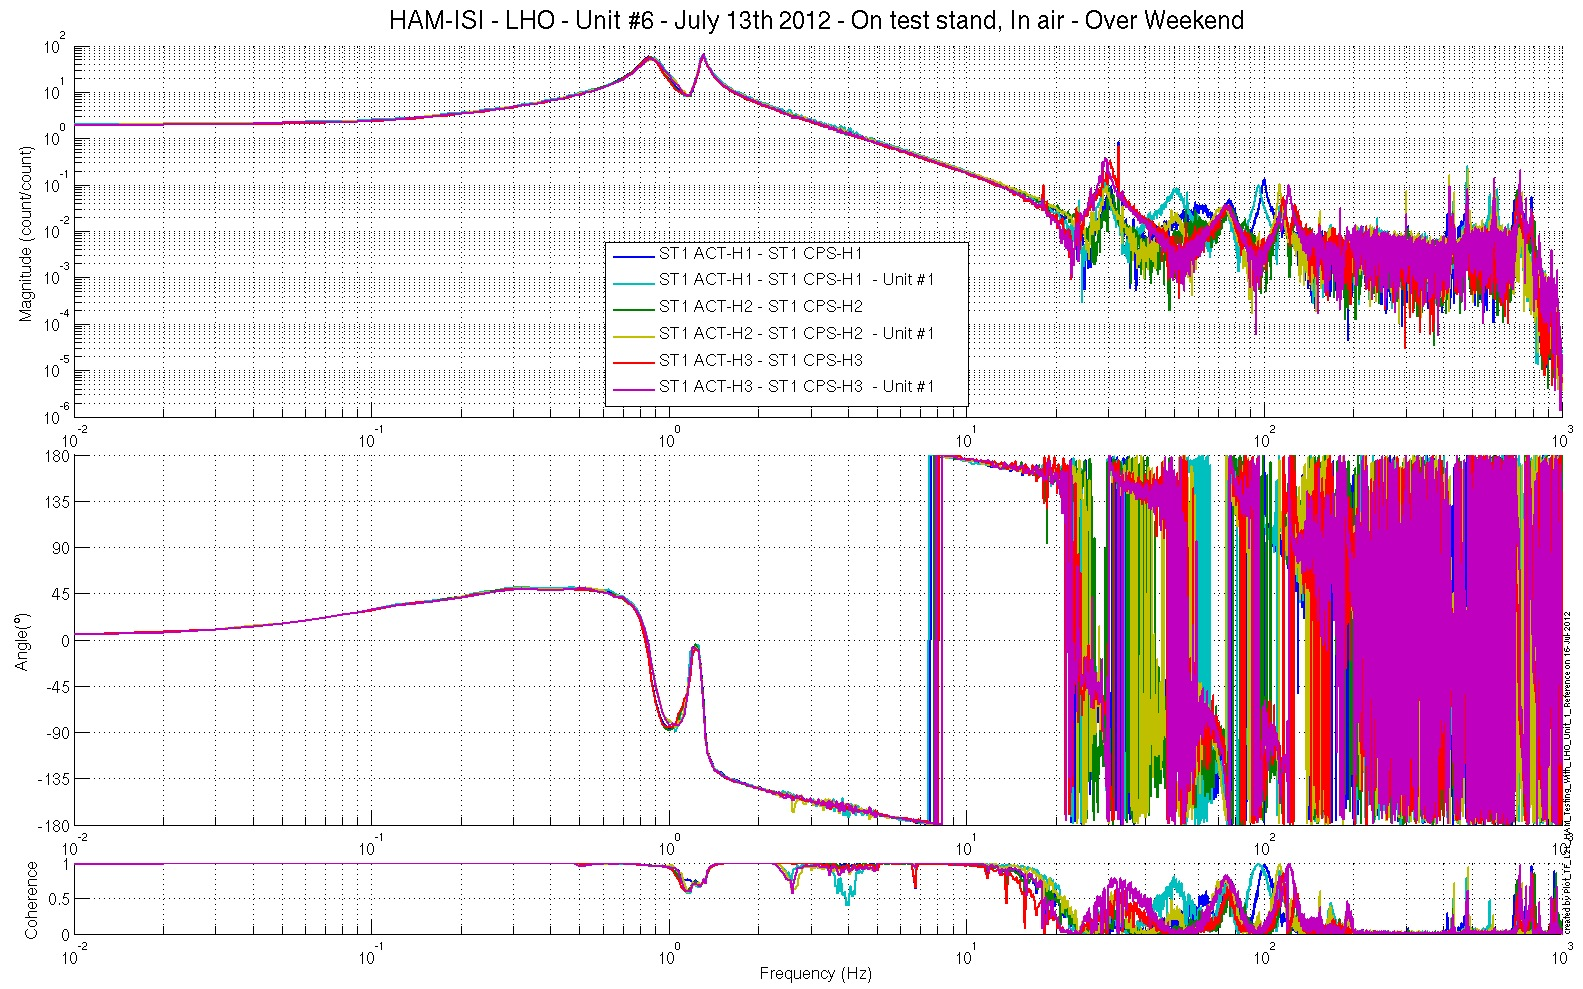 HAM-ISI - LHO - Unit #6 - July 13th 2012 - On test stand, In air - Over Weekend
Magnitude (count/count)
10^2
10^1
10^0
10^-1
10^-2
10^-3
10^-4
10^-5
10^-6
ST1 ACT-H1 - ST1 CPS-H1
ST1 ACT-H1 - ST1 CPS-H1 - Unit #1
ST1 ACT-H2 - ST1 CPS-H2
ST1 ACT-H2 - ST1 CPS-H2 - Unit #1
ST1 ACT-H3 - ST1 CPS-H3
ST1 ACT-H3 - ST1 CPS-H3 - Unit #1
10^-2 10^-1 10^0 10^1 10^2 10^3
Angle(°)
180
135
90
45
0
-45
-90
-135
-180
10^-2 10^-1 10^0 10^1 10^2
Coherence
1
0.5
0
10^-2 10^-1 10^0 10^1 10^2 10^3
Frequency (Hz)
Unit_1_Reference on 16-Jul-2012